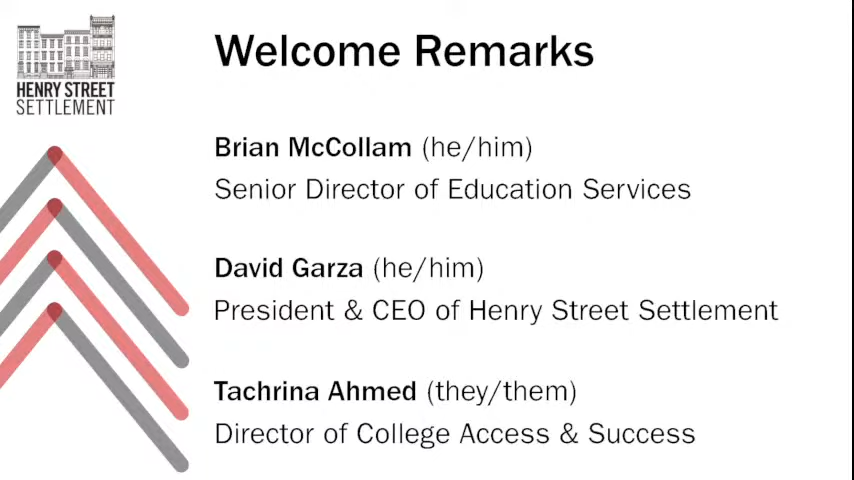 HENRY STREET
SETTLEMENT
Welcome Remarks
Brian McCollam (he/him)
Senior Director of Education Services
David Garza (he/him)
President & CEO of Henry Street Settlement
Tachrina Ahmed (they/them)
Director of College Access & Success